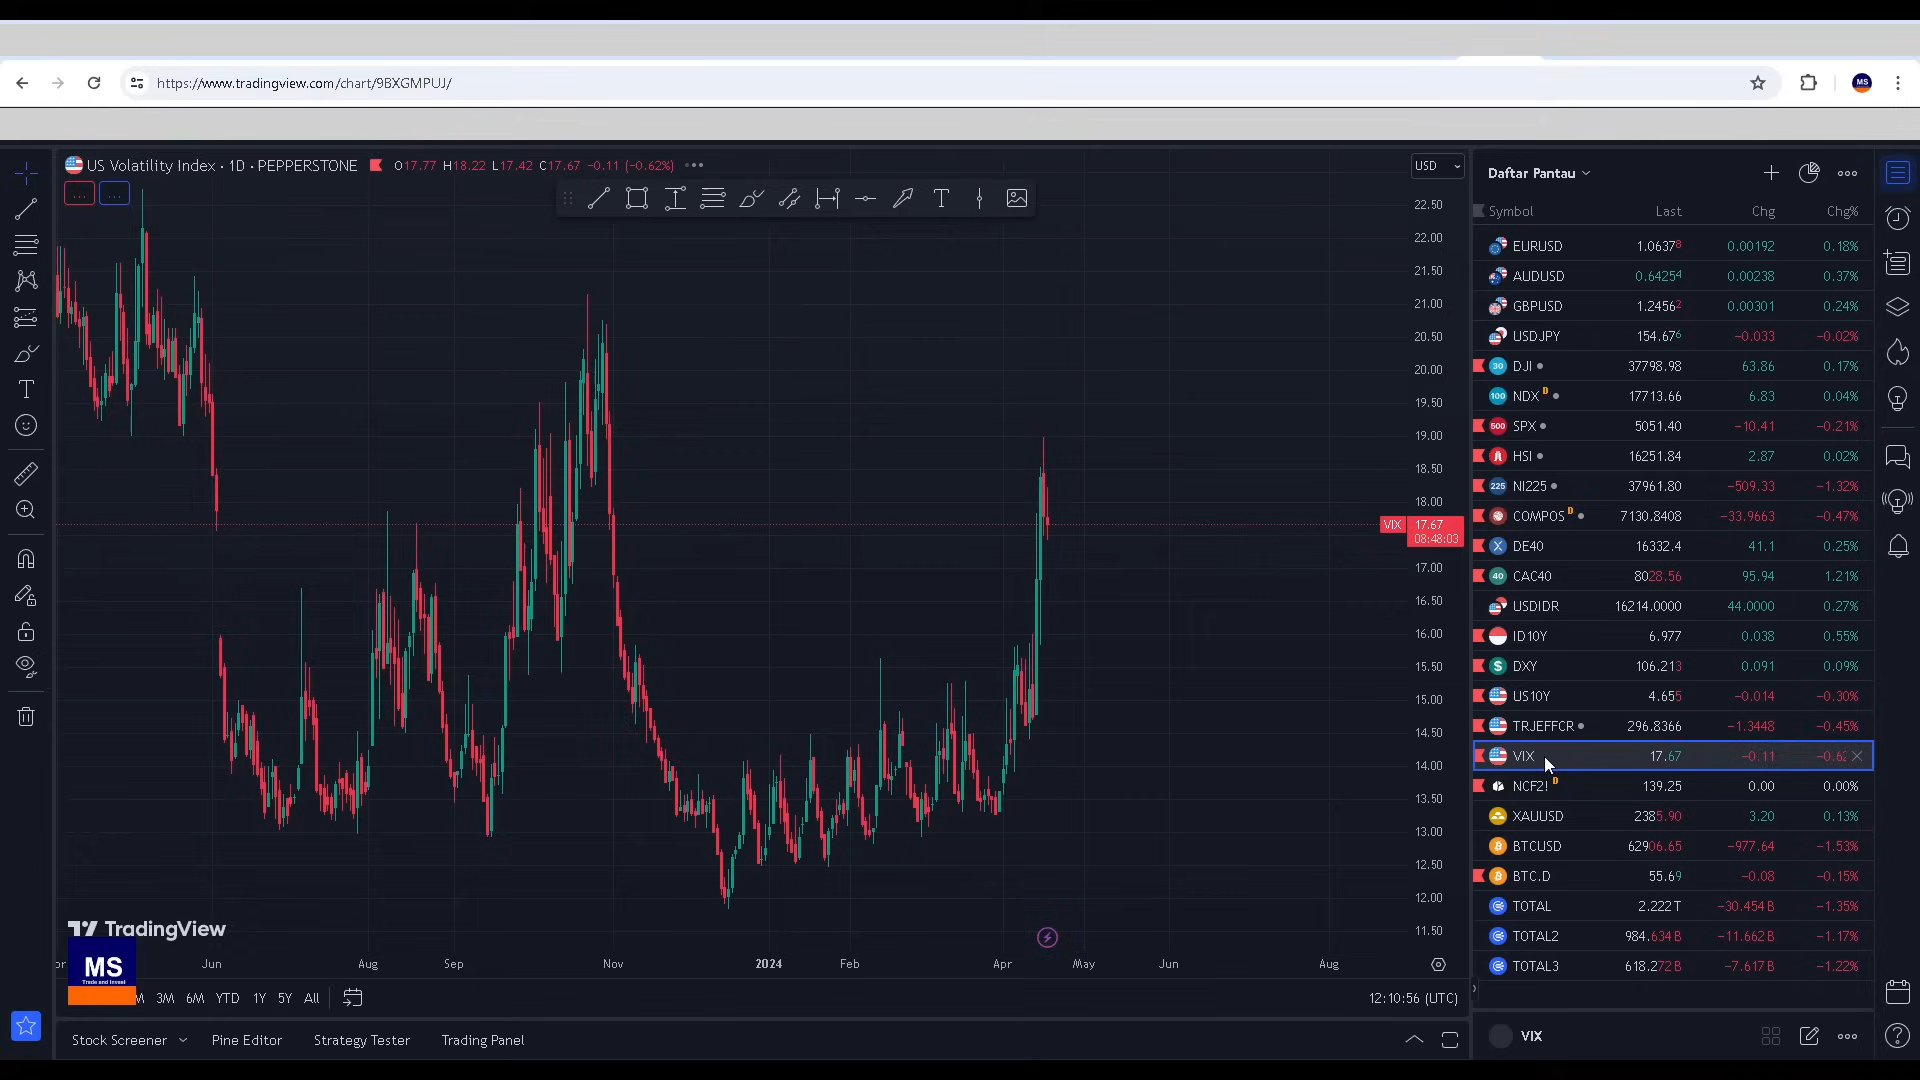 https://www.tradingview.com/chart/9BXGMPUJ/
MS
US Volatility Index · 1D · PEPPERSTONE O17.77 H18.22 L17.42 C17.67 −0.11 (−0.62%)
USD
22.50
22.00
21.50
21.00
20.50
20.00
19.50
19.00
18.50
18.00
VIX 17.67
08:48:03
17.00
16.50
16.00
15.50
15.00
14.50
14.00
13.50
13.00
12.50
12.00
11.50
TradingView
MS
Trade and Invest
Jun Aug Sep Nov 2024 Feb Apr May Jun Aug
M 3M 6M YTD 1Y 5Y All
12:10:56 (UTC)
Stock Screener Pine Editor Strategy Tester Trading Panel
Daftar Pantau
Symbol Last Chg Chg%
EURUSD 1.06378 0.00192 0.18%
AUDUSD 0.64254 0.00238 0.37%
GBPUSD 1.24562 0.00301 0.24%
USDJPY 154.676 −0.033 −0.02%
30 DJI 37798.98 63.86 0.17%
100 NDX D 17713.66 6.83 0.04%
500 SPX 5051.40 −10.41 −0.21%
HSI 16251.84 2.87 0.02%
225 NI225 37961.80 −509.33 −1.32%
COMPOS D 7130.8408 −33.9663 −0.47%
X DE40 16332.4 41.1 0.25%
40 CAC40 8028.56 95.94 1.21%
USDIDR 16214.0000 44.0000 0.27%
ID10Y 6.977 0.038 0.55%
$ DXY 106.213 0.091 0.09%
US10Y 4.655 −0.014 −0.30%
TRJEFFCR 296.8366 −1.3448 −0.45%
VIX 17.67 −0.11 −0.62
NCF2! D 139.25 0.00 0.00%
XAUUSD 2385.90 3.20 0.13%
BTCUSD 62906.65 −977.64 −1.53%
BTC.D 55.69 −0.08 −0.15%
TOTAL 2.222T −30.454B −1.35%
TOTAL2 984.634B −11.662B −1.17%
TOTAL3 618.272B −7.617B −1.22%
VIX